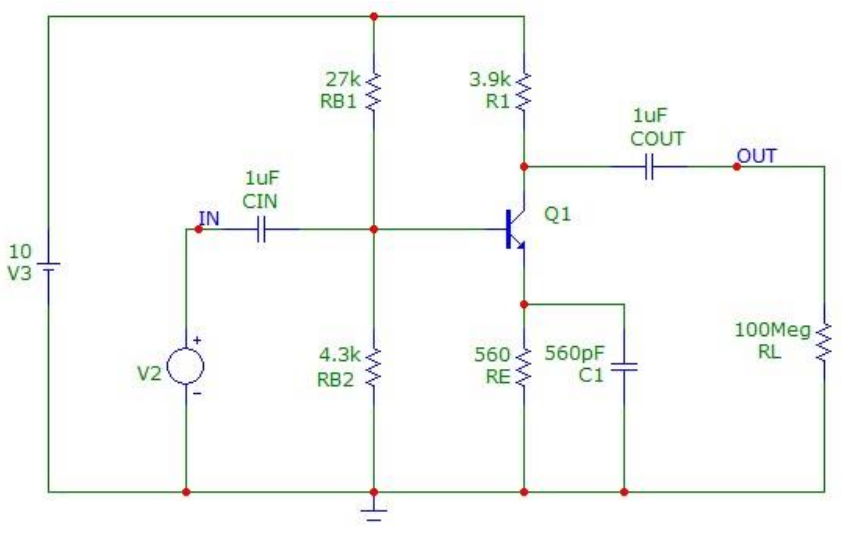 27k
RB1
3.9k
R1
1uF
COUT
OUT
1uF
CIN
IN
Q1
10
V3
+
V2
-
4.3k
RB2
560
RE
560pF
C1
100Meg
RL